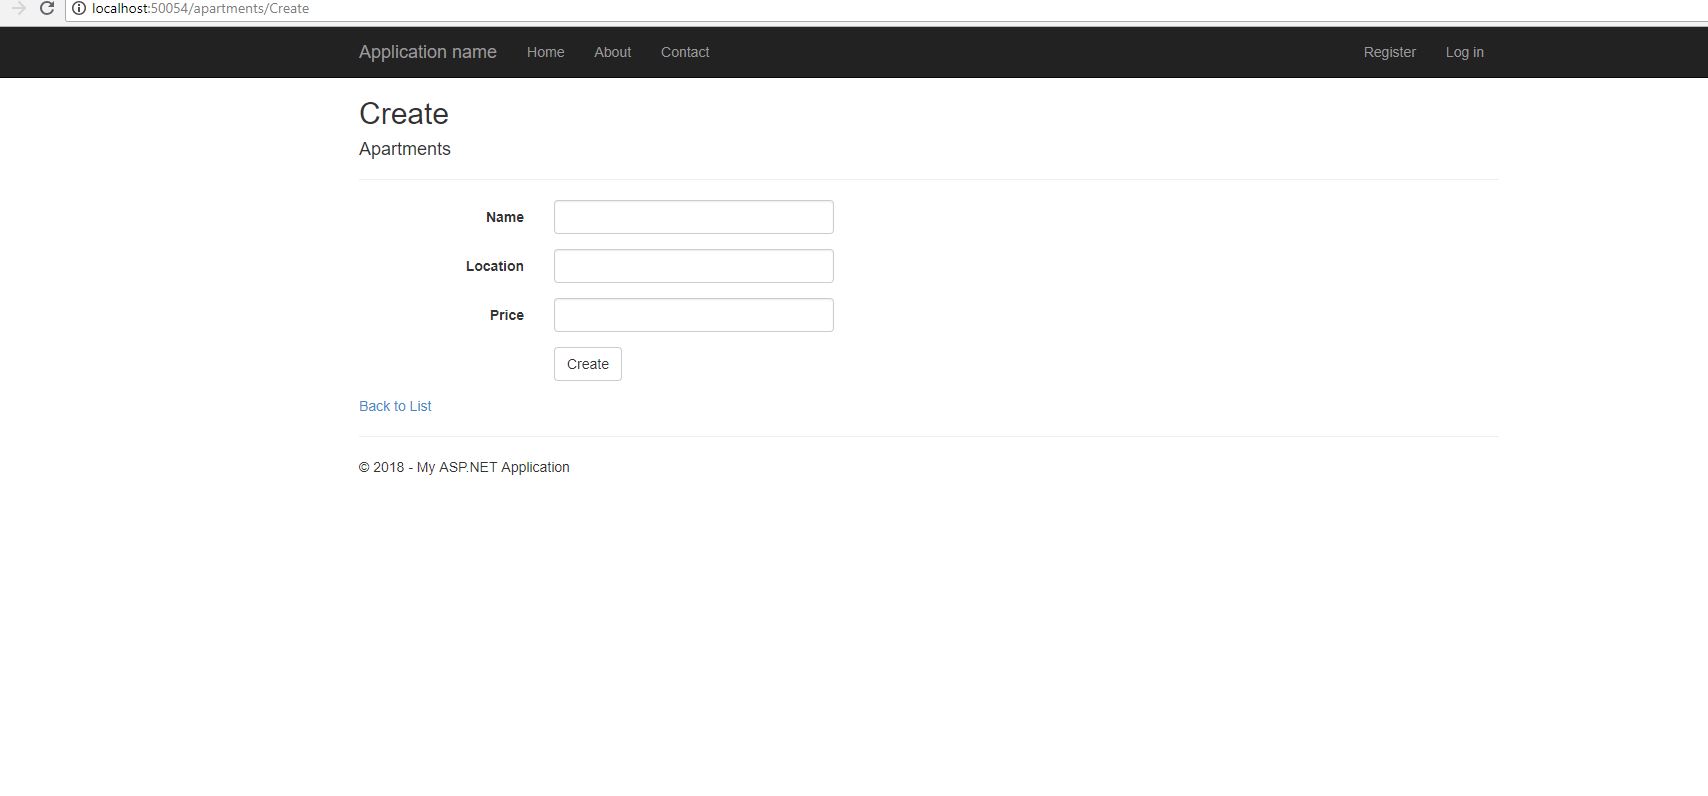 localhost:50054/apartments/Create
Application name Home About Contact Register Log in
Create
Apartments
Name
Location
Price
Create
Back to List
© 2018 - My ASP.NET Application